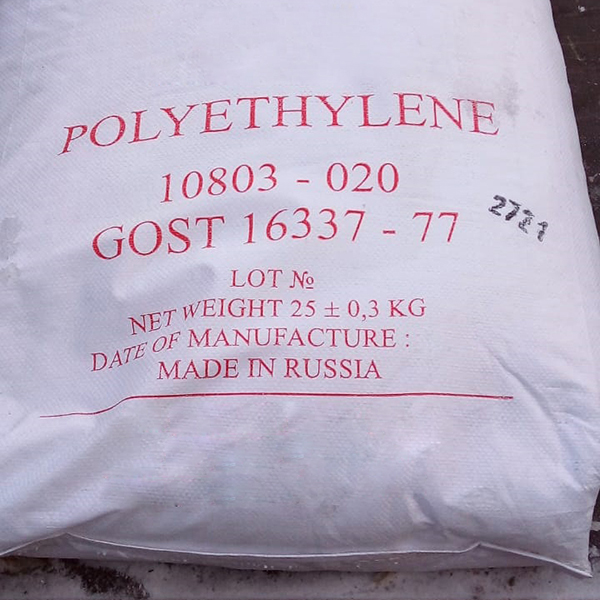 POLYETHYLENE
10803 - 020
GOST 16337 - 77
LOT №
NET WEIGHT 25 ± 0,3 KG
DATE OF MANUFACTURE :
MADE IN RUSSIA